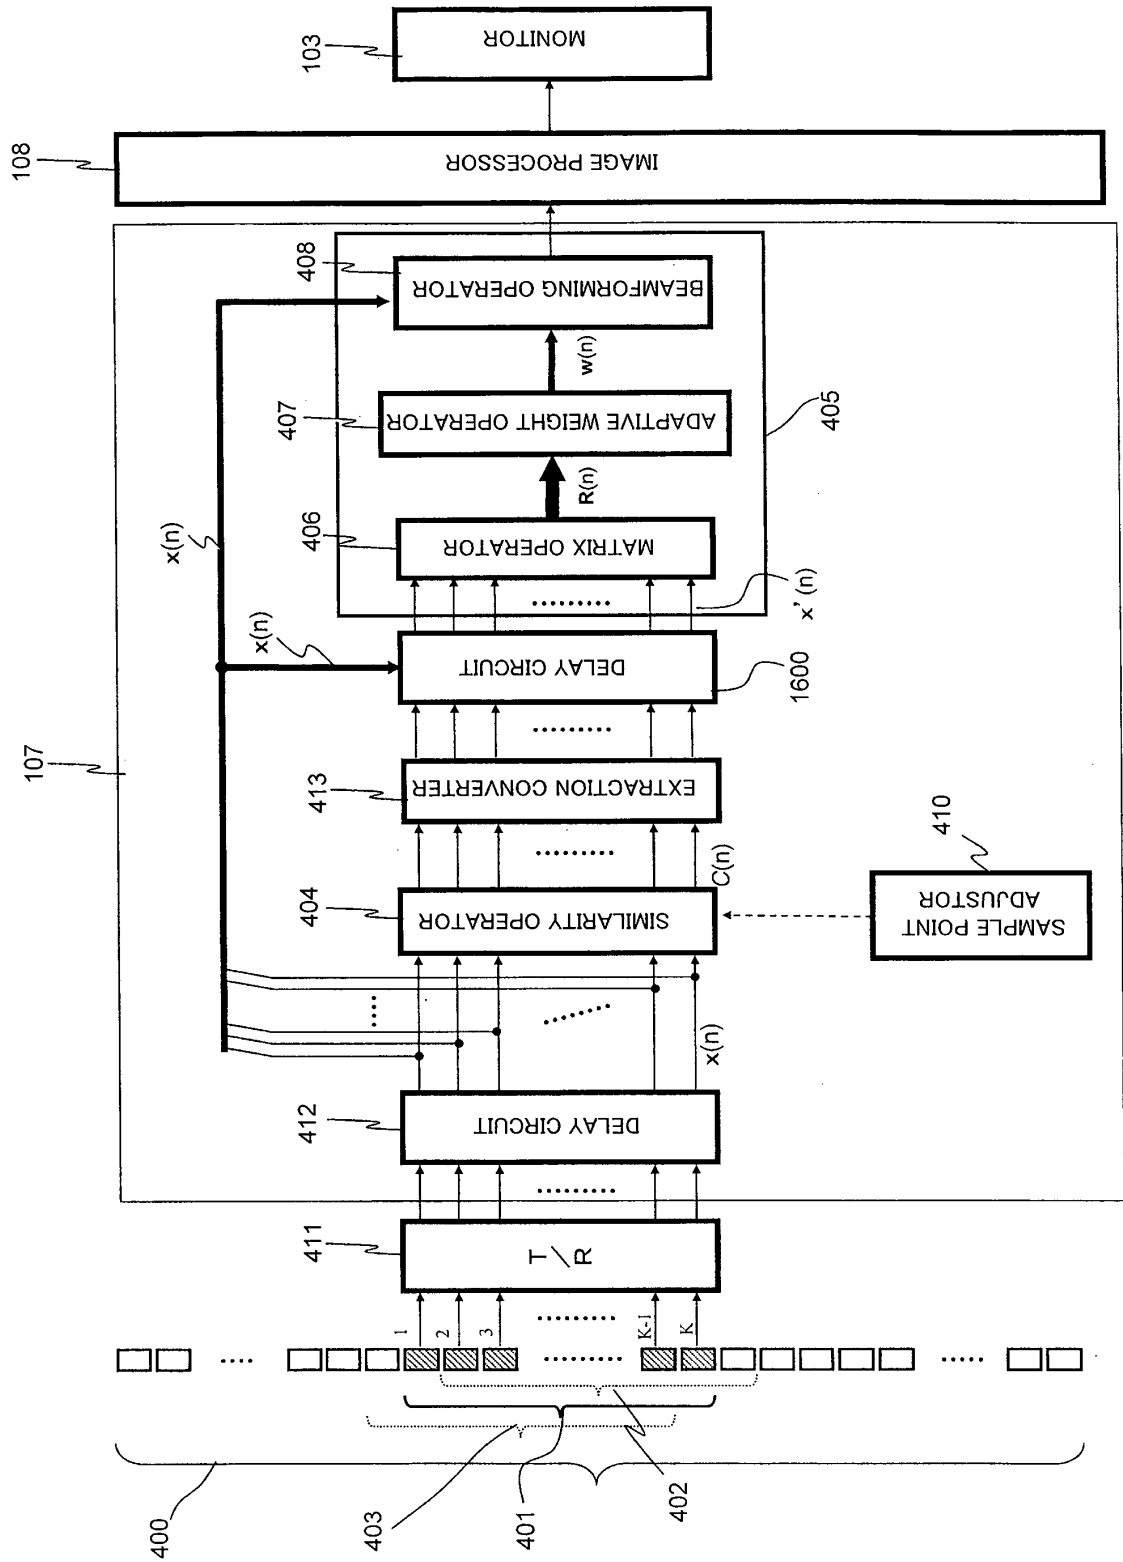 108
103
MONITOR
IMAGE PROCESSOR
107
408
BEAMFORMING OPERATOR
x(n)
w(n)
407
ADAPTIVE WEIGHT OPERATOR
405
R(n)
406
MATRIX OPERATOR
x(n)
x'(n)
DELAY CIRCUIT
1600
413
EXTRACTION CONVERTER
C(n)
410
404
SIMILARITY OPERATOR
SAMPLE POINT
ADJUSTOR
x(n)
412
DELAY CIRCUIT
411
T/R
1
2
3
K-1
K
400
403
401
402